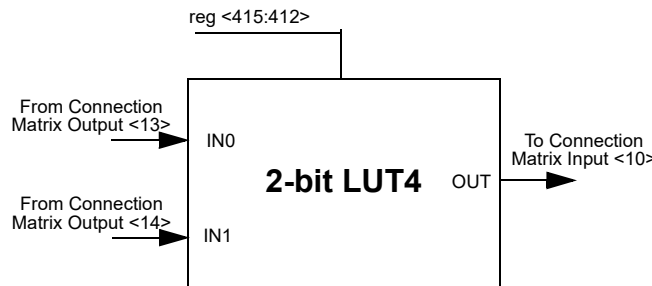 reg <415:412>
From Connection
Matrix Output <13>
IN0
To Connection
Matrix Input <10>
2-bit LUT4
OUT
From Connection
Matrix Output <14>
IN1